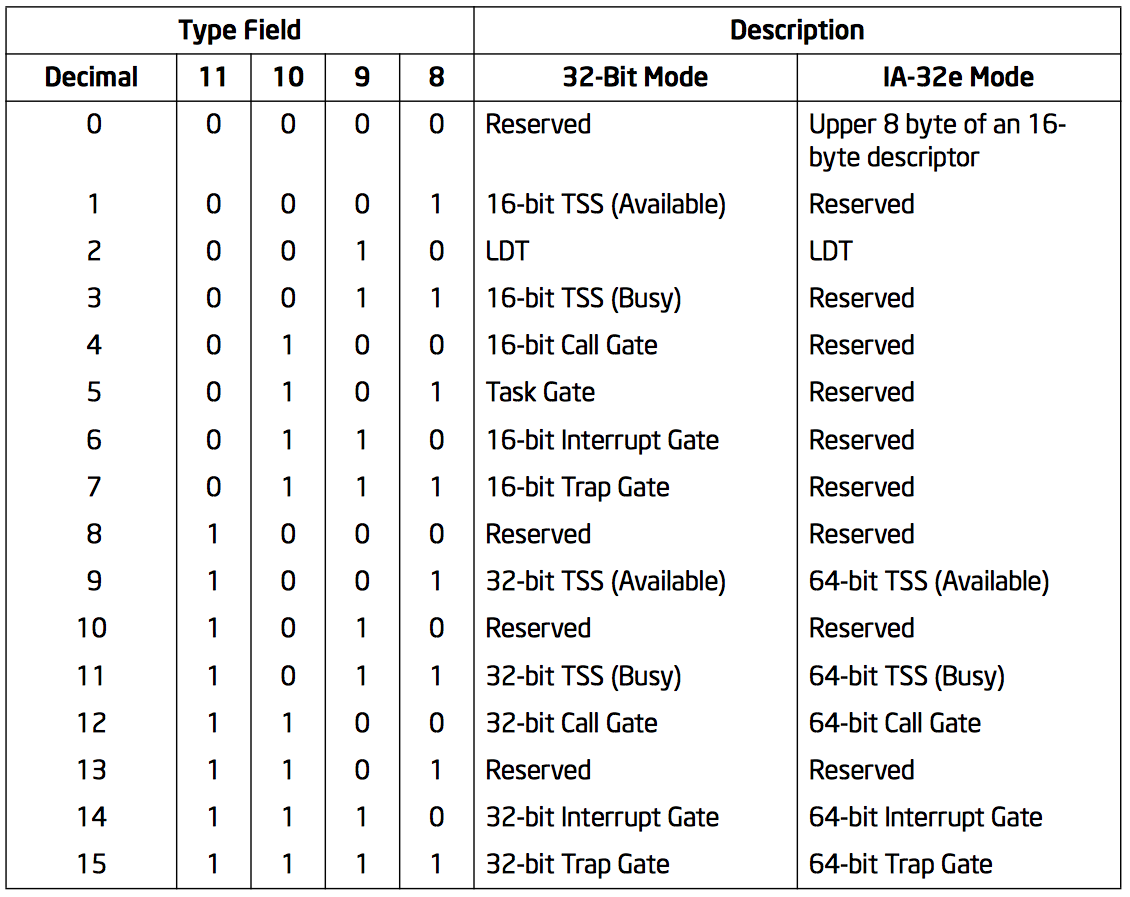 Type Field Description
Decimal 11 10 9 8 32-Bit Mode IA-32e Mode
0 0 0 0 0 Reserved Upper 8 byte of an 16-
byte descriptor
1 0 0 0 1 16-bit TSS (Available) Reserved
2 0 0 1 0 LDT LDT
3 0 0 1 1 16-bit TSS (Busy) Reserved
4 0 1 0 0 16-bit Call Gate Reserved
5 0 1 0 1 Task Gate Reserved
6 0 1 1 0 16-bit Interrupt Gate Reserved
7 0 1 1 1 16-bit Trap Gate Reserved
8 1 0 0 0 Reserved Reserved
9 1 0 0 1 32-bit TSS (Available) 64-bit TSS (Available)
10 1 0 1 0 Reserved Reserved
11 1 0 1 1 32-bit TSS (Busy) 64-bit TSS (Busy)
12 1 1 0 0 32-bit Call Gate 64-bit Call Gate
13 1 1 0 1 Reserved Reserved
14 1 1 1 0 32-bit Interrupt Gate 64-bit Interrupt Gate
15 1 1 1 1 32-bit Trap Gate 64-bit Trap Gate